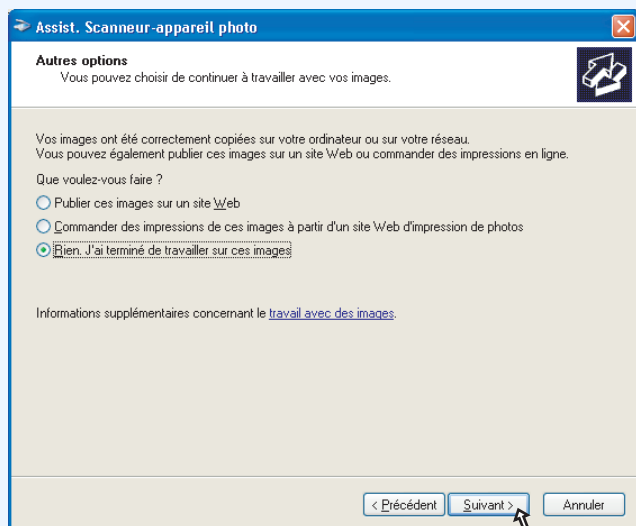 Assist. Scanneur-appareil photo
Autres options
Vous pouvez choisir de continuer à travailler avec vos images.
Vos images ont été correctement copiées sur votre ordinateur ou sur votre réseau.
Vous pouvez également publier ces images sur un site Web ou commander des impressions en ligne.
Que voulez-vous faire ?
Publier ces images sur un site Web
Commander des impressions de ces images à partir d'un site Web d'impression de photos
Rien. J'ai terminé de travailler sur ces images
Informations supplémentaires concernant le travail avec des images.
< Précédent Suivant > Annuler